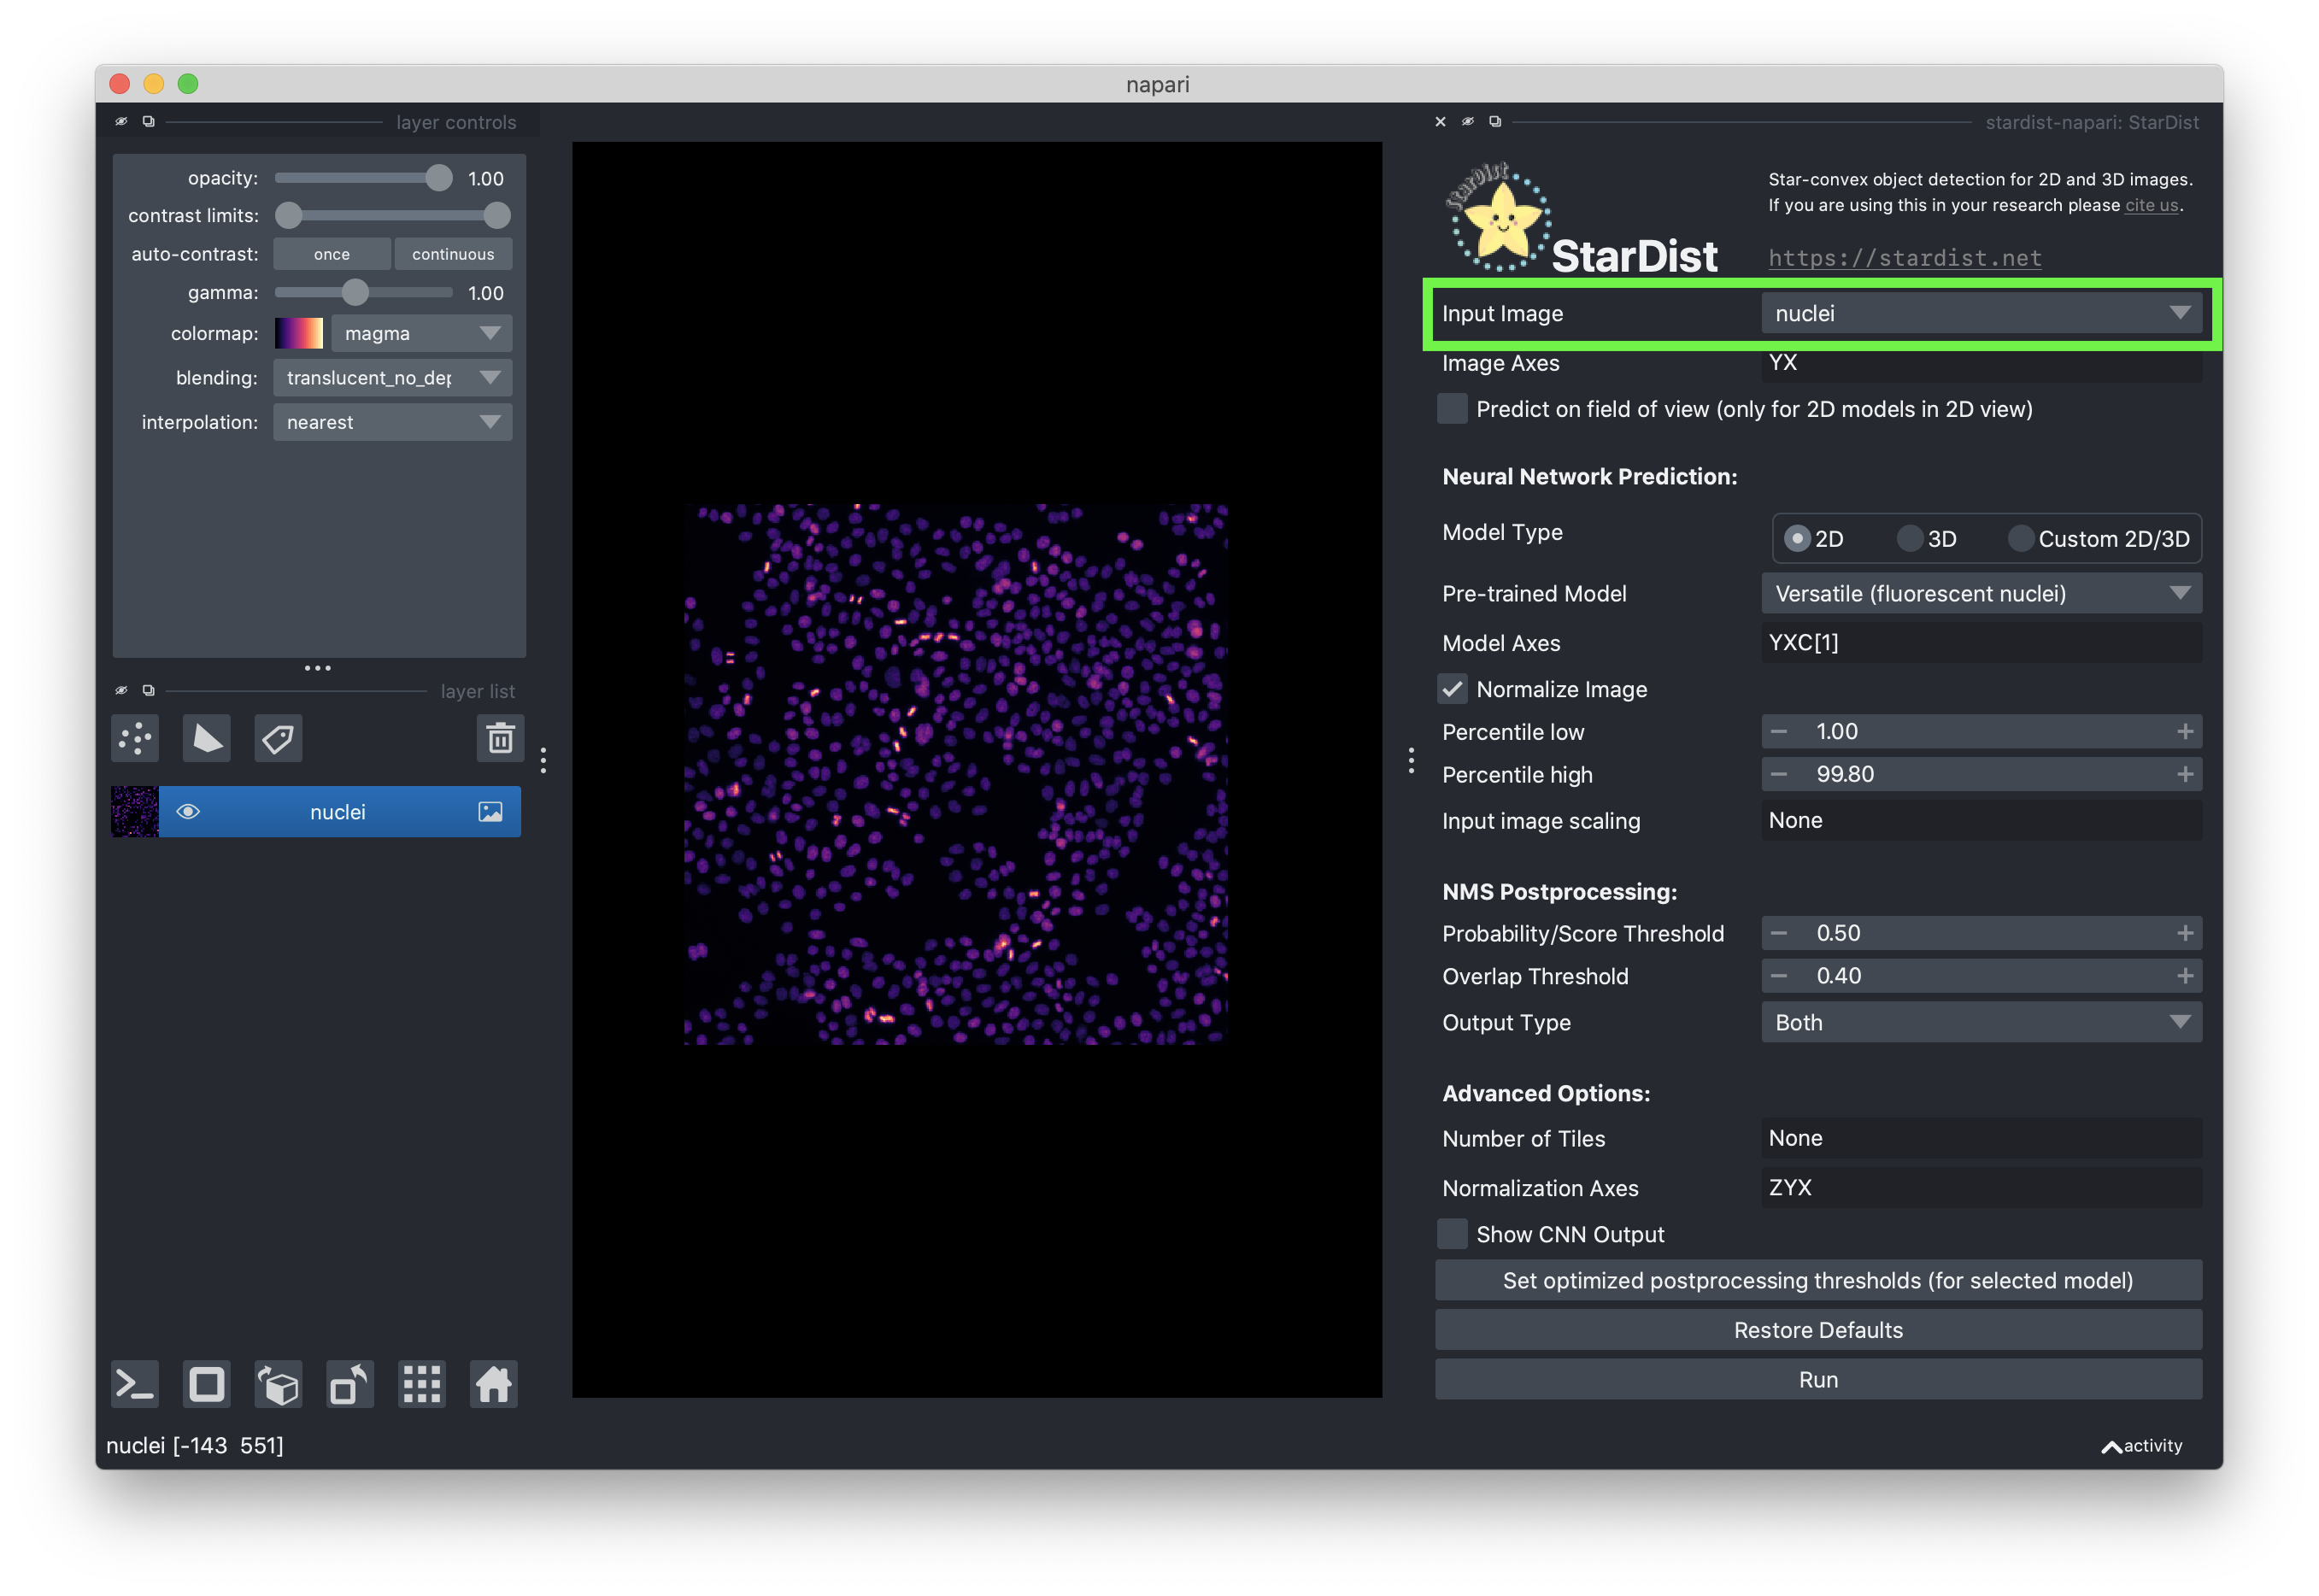 napari
layer controls
opacity: 1.00
contrast limits:
auto-contrast: once continuous
gamma: 1.00
colormap: magma
blending: translucent_no_dep
interpolation: nearest
layer list
nuclei
nuclei [-143 551]
stardist-napari: StarDist
StarDist
StarDist
Star-convex object detection for 2D and 3D images.
If you are using this in your research please cite us.
https://stardist.net
Input Image nuclei
Image Axes YX
Predict on field of view (only for 2D models in 2D view)
Neural Network Prediction:
Model Type 2D 3D Custom 2D/3D
Pre-trained Model Versatile (fluorescent nuclei)
Model Axes YXC[1]
Normalize Image
Percentile low 1.00
Percentile high 99.80
Input image scaling None
NMS Postprocessing:
Probability/Score Threshold 0.50
Overlap Threshold 0.40
Output Type Both
Advanced Options:
Number of Tiles None
Normalization Axes ZYX
Show CNN Output
Set optimized postprocessing thresholds (for selected model)
Restore Defaults
Run
activity